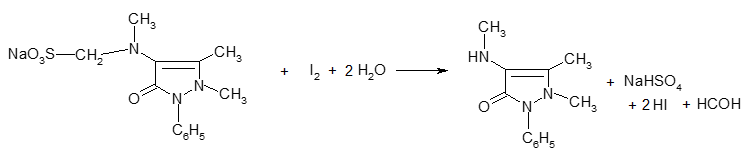 CH₃
NaO₃S—CH₂—N CH₃
O N N—CH₃
C₆H₅
+ I₂ + 2 H₂O
CH₃
HN CH₃
O N N—CH₃
C₆H₅
+ NaHSO₄
+ 2 HI + HCOH